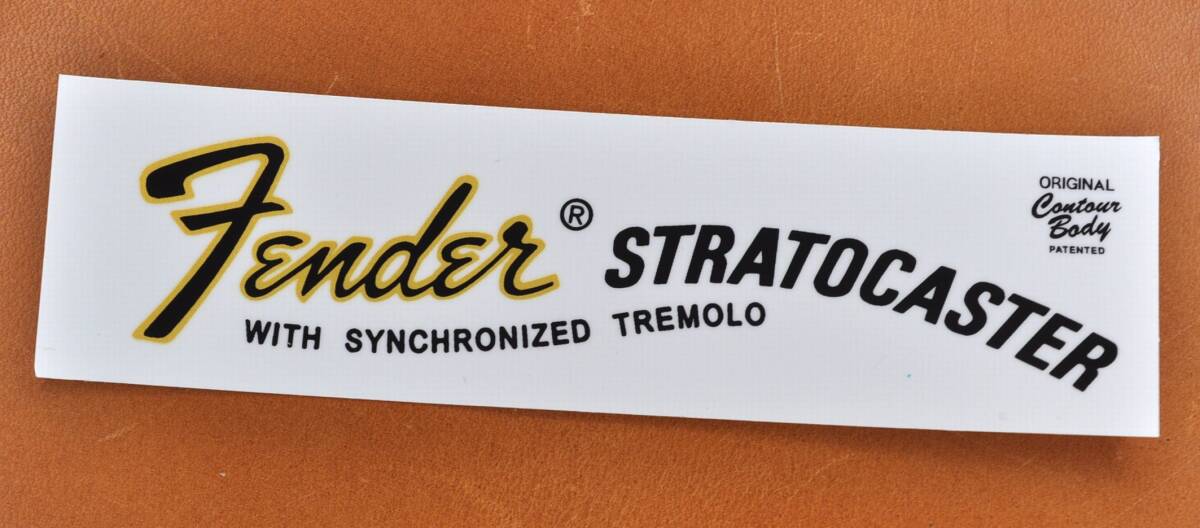 Fender® STRATOCASTER
WITH SYNCHRONIZED TREMOLO
ORIGINAL
Contour
Body
PATENTED